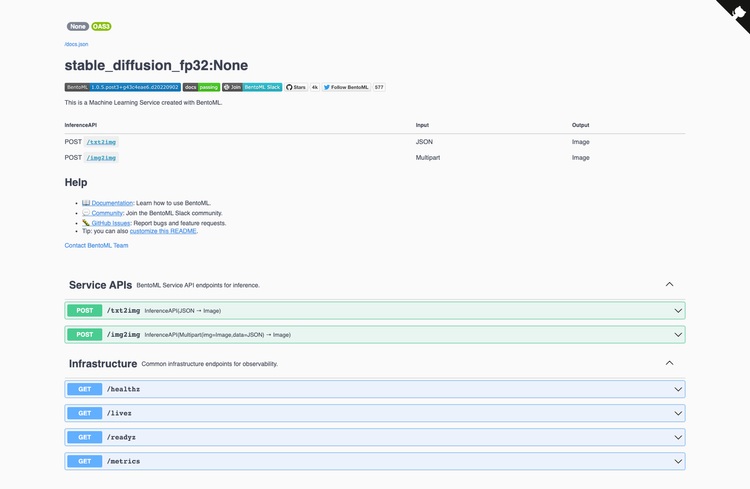 None OAS3
/docs.json
stable_diffusion_fp32:None
BentoML 1.0.5.post3+g43c4eae6.d20220902 docs passing Join BentoML Slack Stars 4k Follow BentoML 577
This is a Machine Learning Service created with BentoML.
InferenceAPI Input Output
POST /txt2img JSON Image
POST /img2img Multipart Image
Help
Documentation: Learn how to use BentoML.
Community: Join the BentoML Slack community.
GitHub Issues: Report bugs and feature requests.
Tip: you can also customize this README.
Contact BentoML Team
Service APIs BentoML Service API endpoints for inference.
POST /txt2img InferenceAPI(JSON → Image)
POST /img2img InferenceAPI(Multipart(img=Image,data=JSON) → Image)
Infrastructure Common infrastructure endpoints for observability.
GET /healthz
GET /livez
GET /readyz
GET /metrics